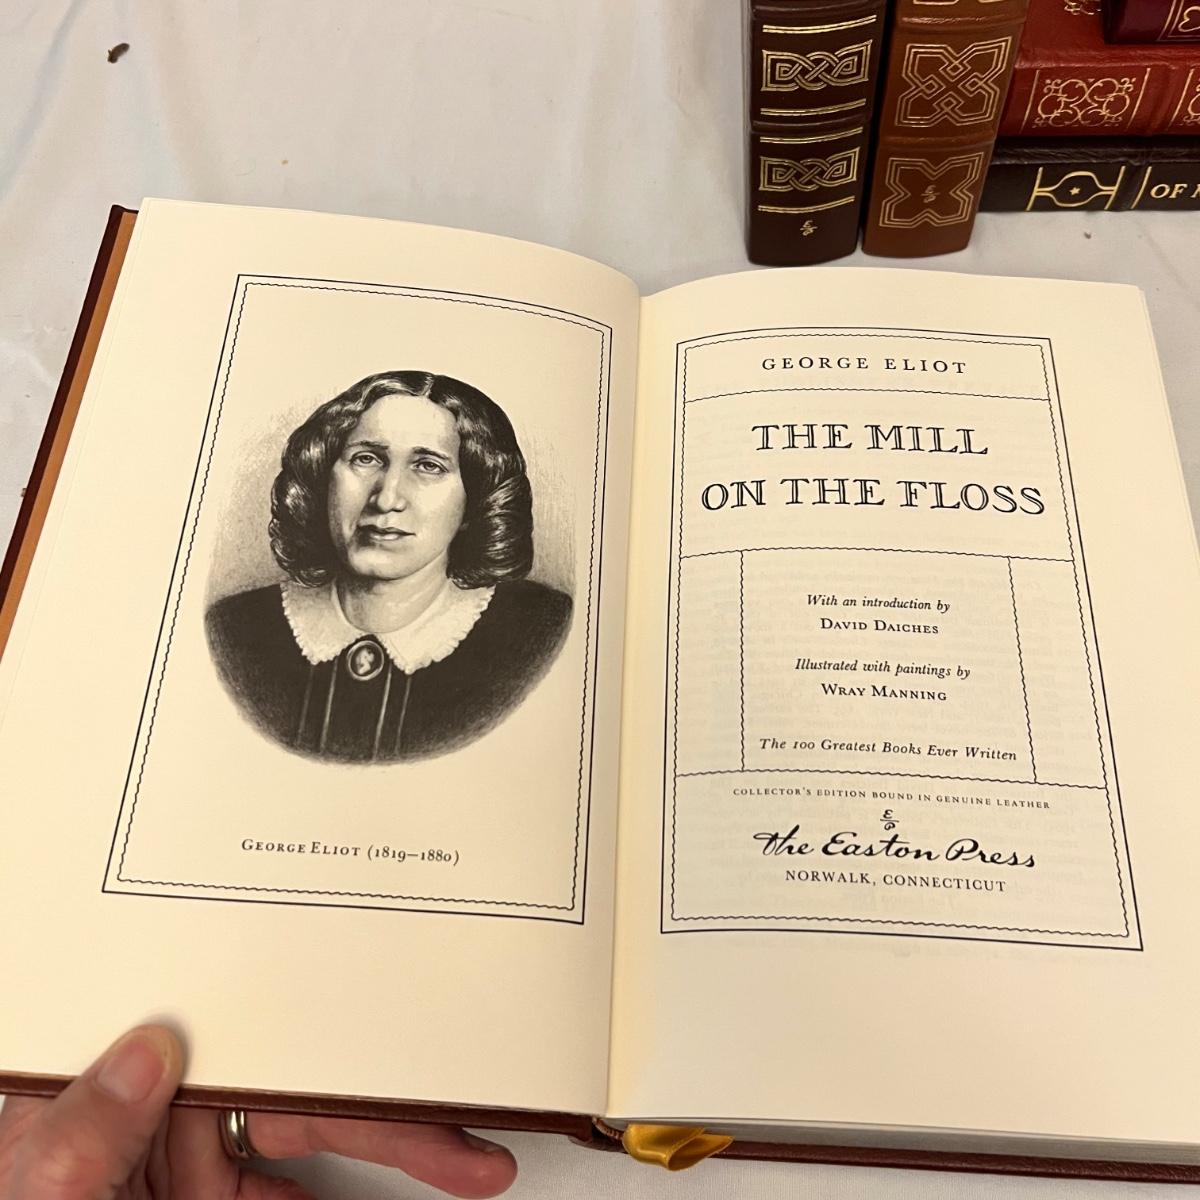 OF
GEORGE ELIOT (1819–1880)
GEORGE ELIOT
THE MILL
ON THE FLOSS
With an introduction by
DAVID DAICHES
Illustrated with paintings by
WRAY MANNING
The 100 Greatest Books Ever Written
COLLECTOR'S EDITION BOUND IN GENUINE LEATHER
E
P
The Easton Press
NORWALK, CONNECTICUT